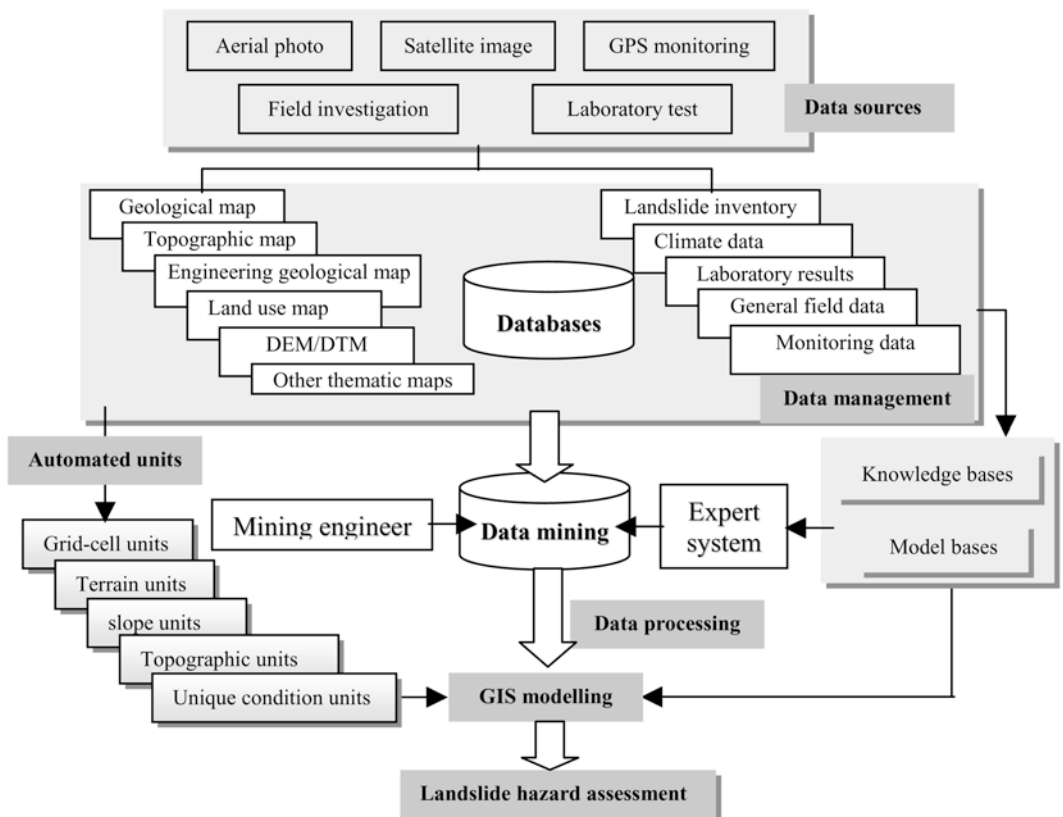 Aerial photo
Satellite image
GPS monitoring
Field investigation
Laboratory test
Data sources
Geological map
Topographic map
Engineering geological map
Land use map
DEM/DTM
Other thematic maps
Databases
Landslide inventory
Climate data
Laboratory results
General field data
Monitoring data
Data management
Automated units
Grid-cell units
Terrain units
slope units
Topographic units
Unique condition units
Mining engineer
Data mining
Expert
system
Knowledge bases
Model bases
Data processing
GIS modelling
Landslide hazard assessment